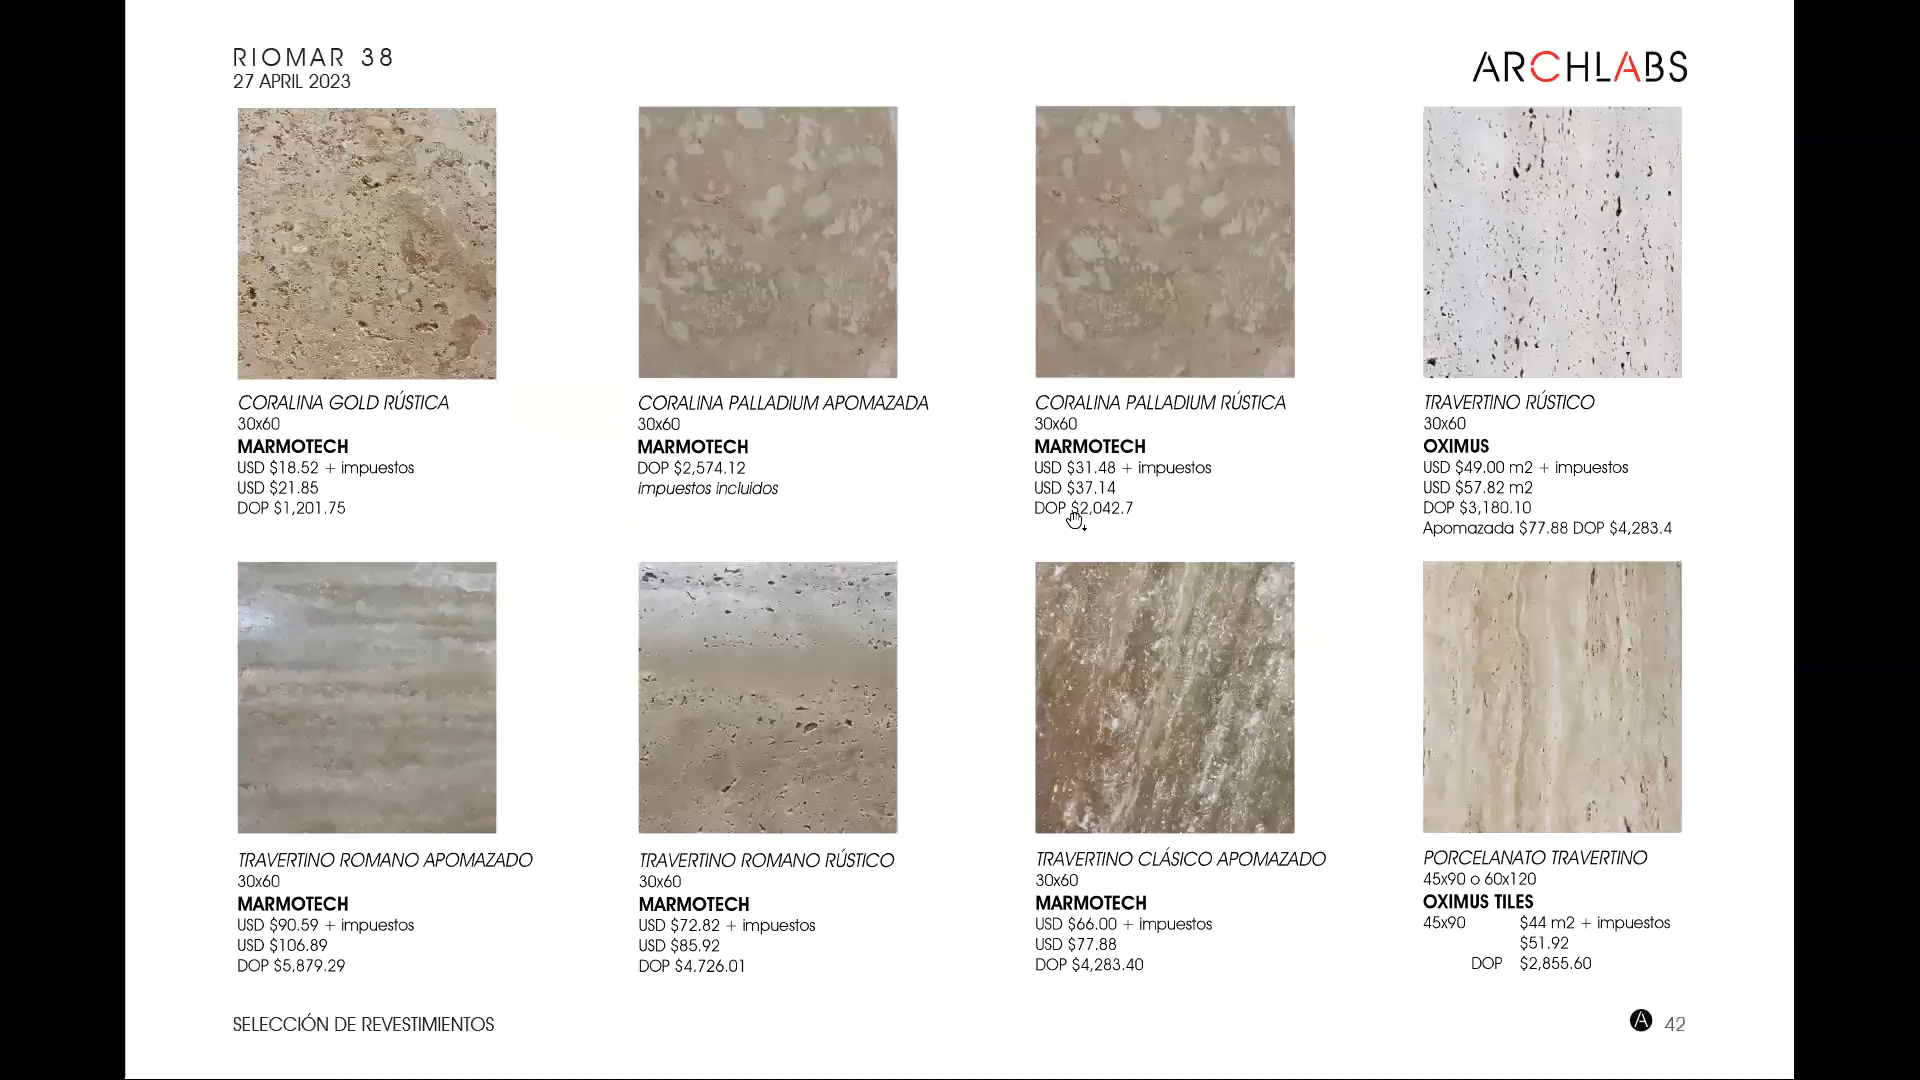 RIOMAR 38
27 APRIL 2023
ARCHLABS
CORALINA GOLD RÚSTICA
30x60
MARMOTECH
USD $18.52 + impuestos
USD $21.85
DOP $1,201.75
CORALINA PALLADIUM APOMAZADA
30x60
MARMOTECH
DOP $2,574.12
impuestos incluidos
CORALINA PALLADIUM RÚSTICA
30x60
MARMOTECH
USD $31.48 + impuestos
USD $37.14
DOP $2,042.7
TRAVERTINO RÚSTICO
30x60
OXIMUS
USD $49.00 m2 + impuestos
USD $57.82 m2
DOP $3,180.10
Apomazada $77.88 DOP $4,283.4
TRAVERTINO ROMANO APOMAZADO
30x60
MARMOTECH
USD $90.59 + impuestos
USD $106.89
DOP $5,879.29
TRAVERTINO ROMANO RÚSTICO
30x60
MARMOTECH
USD $72.82 + impuestos
USD $85.92
DOP $4.726.01
TRAVERTINO CLÁSICO APOMAZADO
30x60
MARMOTECH
USD $66.00 + impuestos
USD $77.88
DOP $4,283.40
PORCELANATO TRAVERTINO
45x90 o 60x120
OXIMUS TILES
45x90 $44 m2 + impuestos
$51.92
DOP $2,855.60
SELECCIÓN DE REVESTIMIENTOS
A 42